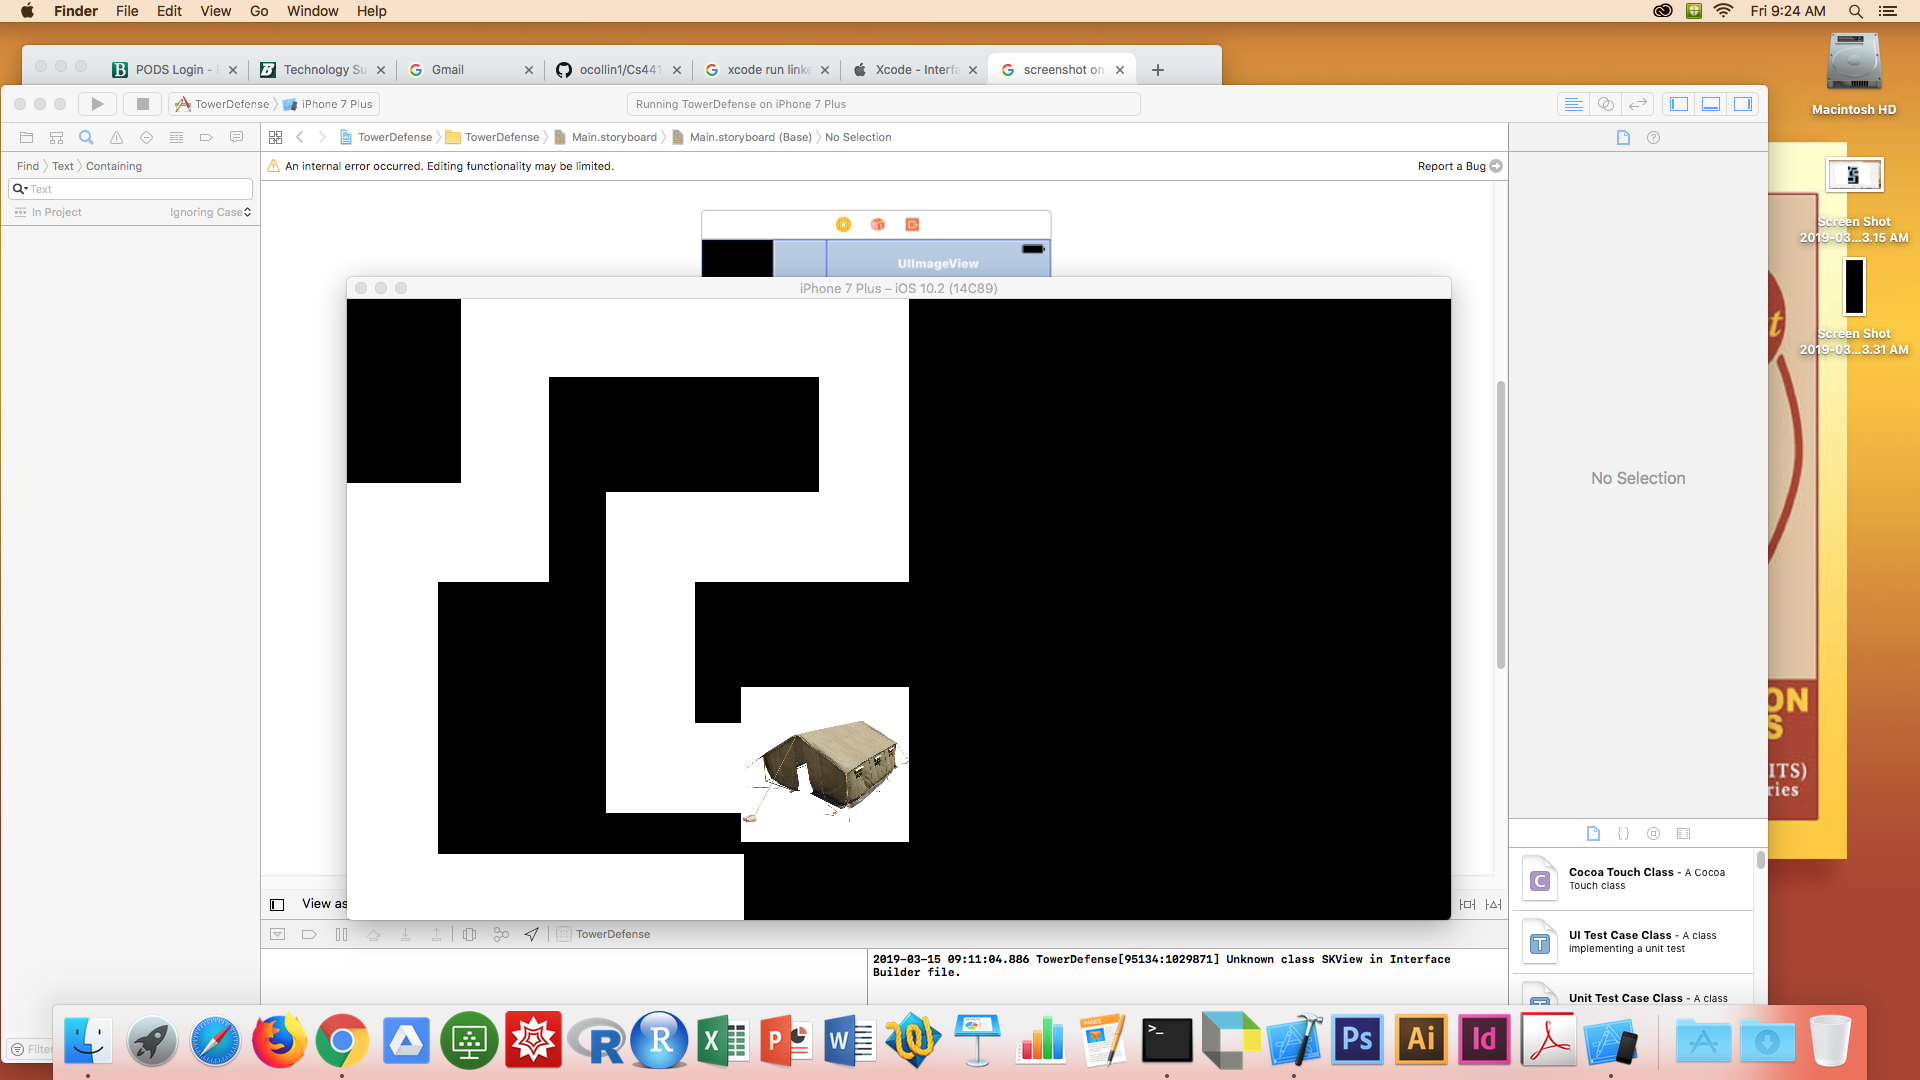 Finder File Edit View Go Window Help Fri 9:24 AM
PODS Login - Technology Su Gmail ocollin1/Cs441 xcode run link Xcode - Interfa screenshot on
Macintosh HD
TowerDefense iPhone 7 Plus Running TowerDefense on iPhone 7 Plus
TowerDefense TowerDefense Main.storyboard Main.storyboard (Base) No Selection
Find Text Containing
An internal error occurred. Editing functionality may be limited. Report a Bug
Text
In Project Ignoring Case
Screen Shot
2019-03...3.15 AM
UIImageView
iPhone 7 Plus – iOS 10.2 (14C89)
Screen Shot
2019-03...3.31 AM
No Selection
ON
S
ITS)
ries
Cocoa Touch Class - A Cocoa
Touch class
View as
UI Test Case Class - A class
implementing a unit test
TowerDefense
2019-03-15 09:11:04.886 TowerDefense[95134:1029871] Unknown class SKView in Interface
Builder file.
Unit Test Case Class - A class
Filter
Ps Ai Id